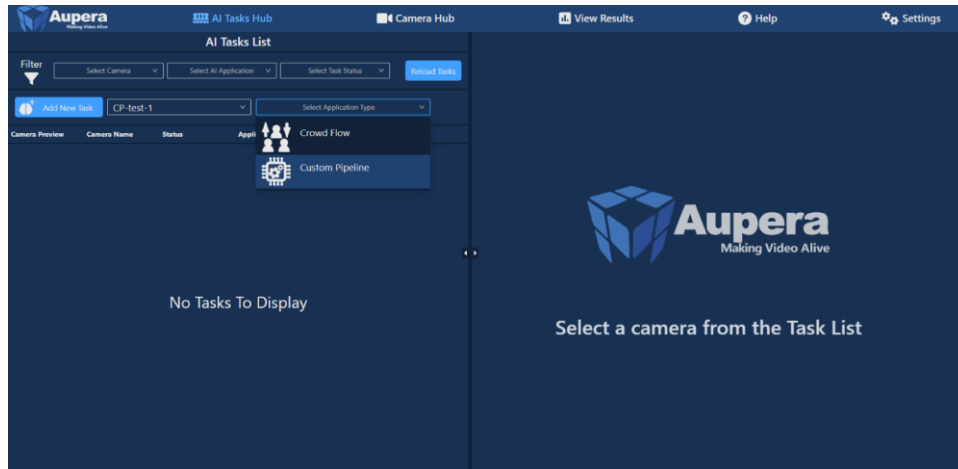 Aupera
Making Video Alive
AI Tasks Hub
Camera Hub
View Results
Help
Settings
AI Tasks List
Filter
Select Camera
Select AI Application
Select Task Status
Reload Tasks
Add New Task
CP-test-1
Select Application Type
Camera Preview
Camera Name
Status
Appli
Crowd Flow
Custom Pipeline
No Tasks To Display
Aupera
Making Video Alive
Select a camera from the Task List